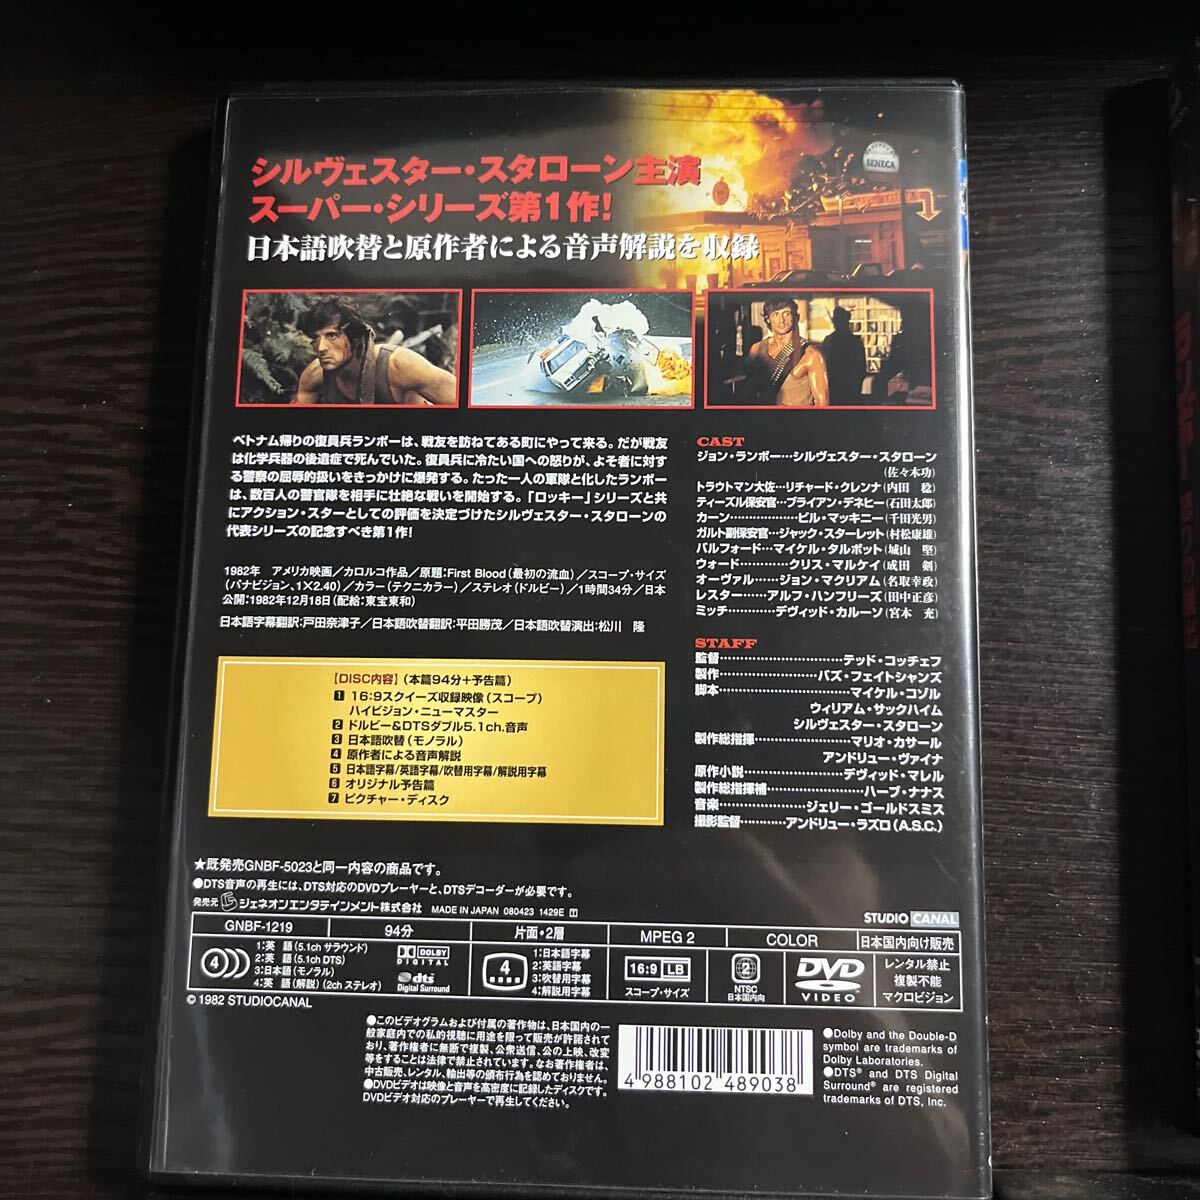 シルヴェスター・スタローン主演
スーパー・シリーズ第1作!
日本語吹替と原作者による音声解説を収録
SENECA
ベトナム帰りの復員兵ランボーは、戦友を訪ねてある町にやって来る。だが戦友
は化学兵器の後遺症で死んでいた。復員兵に冷たい国への怒りが、よそ者に対す
る警察の屈辱的扱いをきっかけに爆発する。たった一人の軍隊と化したランボー
は、数百人の警官隊を相手に壮絶な戦いを開始する。「ロッキー」シリーズと共
にアクション・スターとしての評価を決定づけたシルヴェスター・スタローンの
代表シリーズの記念すべき第1作!
1982年 アメリカ映画/カロルコ作品/原題:First Blood(最初の流血)/スコープ・サイズ
(パナビジョン、1×2.40)/カラー(テクニカラー)/ステレオ(ドルビー)/1時間34分/日本
公開:1982年12月18日(配給:東宝東和)
日本語字幕翻訳:戸田奈津子/日本語吹替翻訳:平田勝茂/日本語吹替演出:松川 隆
【DISC内容】(本篇94分+予告篇)
1 16:9スクイーズ収録映像(スコープ)
ハイビジョン・ニューマスター
2 ドルビー&DTSダブル5.1ch.音声
3 日本語吹替(モノラル)
4 原作者による音声解説
5 日本語字幕/英語字幕/吹替用字幕/解説用字幕
6 オリジナル予告篇
7 ピクチャー・ディスク
CAST
ジョン・ランボー…シルヴェスター・スタローン
(佐々木功)
トラウトマン大佐…リチャード・クレンナ(内田 稔)
ティーズル保安官…ブライアン・デネヒー(石田太郎)
カーン………………ビル・マッキニー(千田光男)
ガルト副保安官…ジャック・スターレット(村松康雄)
バルフォード…マイケル・タルボット(城山 堅)
ウォード…………クリス・マルケイ(成田 剣)
オーヴァル……ジョン・マクリアム(名取幸政)
レスター………アルフ・ハンフリーズ(田中正彦)
ミッチ…………デヴィッド・カルーソ(宮本 充)
STAFF
監督……………………………テッド・コッチェフ
製作………………………バズ・フェイトシャンズ
脚本………………………………マイケル・コゾル
ウィリアム・サックハイム
シルヴェスター・スタローン
製作総指揮……………………マリオ・カサール
アンドリュー・ヴァイナ
原作小説……………………デヴィッド・マレル
製作総指揮補………………………ハーブ・ナナス
音楽…………………ジェリー・ゴールドスミス
撮影監督…………アンドリュー・ラズロ(A.S.C.)
★既発売GNBF-5023と同一内容の商品です。
●DTS音声の再生には、DTS対応のDVDプレーヤーと、DTSデコーダーが必要です。
発売元 ジェネオンエンタテインメント株式会社 MADE IN JAPAN 080423 1429E
STUDIO CANAL
GNBF-1219 94分 片面・2層 MPEG 2 COLOR 日本国内向け販売
4
1:英 語(5.1ch サラウンド)
2:英 語(5.1ch DTS)
3:日本語(モノラル)
4:英 語(解説)(2ch ステレオ)
DOLBY DIGITAL
dts Digital Surround
4
1:日本語字幕
2:英語字幕
3:吹替用字幕
4:解説用字幕
16:9 LB
スコープ・サイズ
2
NTSC
日本国内向
DVD VIDEO
レンタル禁止
複製不能
マクロビジョン
© 1982 STUDIOCANAL
●このビデオグラムおよび付属の著作物は、日本国内の一
般家庭内での私的視聴に用途を限って販売が許諾されて
おり、著作権者に無断で複製、公衆送信、公の上映、改変
等をすることは法律で禁止されています。なお著作権者は、
中古販売、レンタル、輸出等の頒布行為を認めておりません。
●DVDビデオは映像と音声を高密度に記録したディスクです。
DVDビデオ対応のプレーヤーで再生してください。
4 988102 489038
●Dolby and the Double-D
symbol are trademarks of
Dolby Laboratories.
●DTS® and DTS Digital
Surround® are registered
trademarks of DTS, Inc.